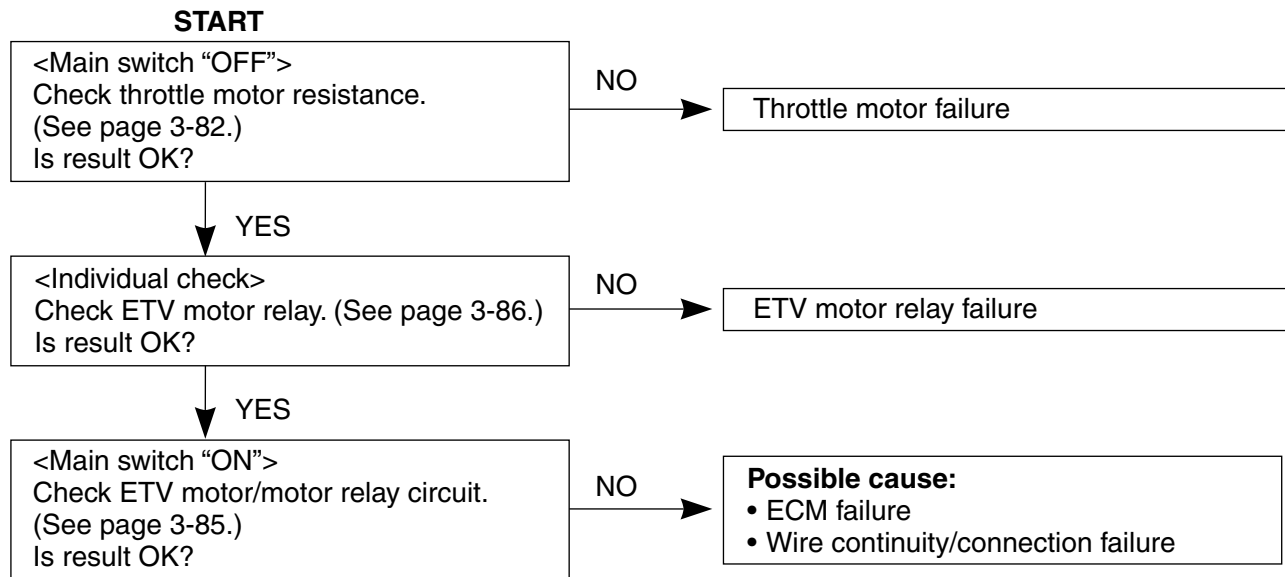 START
<Main switch “OFF”>
Check throttle motor resistance.
(See page 3-82.)
Is result OK?
NO
Throttle motor failure
YES
<Individual check>
Check ETV motor relay. (See page 3-86.)
Is result OK?
NO
ETV motor relay failure
YES
<Main switch “ON”>
Check ETV motor/motor relay circuit.
(See page 3-85.)
Is result OK?
NO
Possible cause:
• ECM failure
• Wire continuity/connection failure